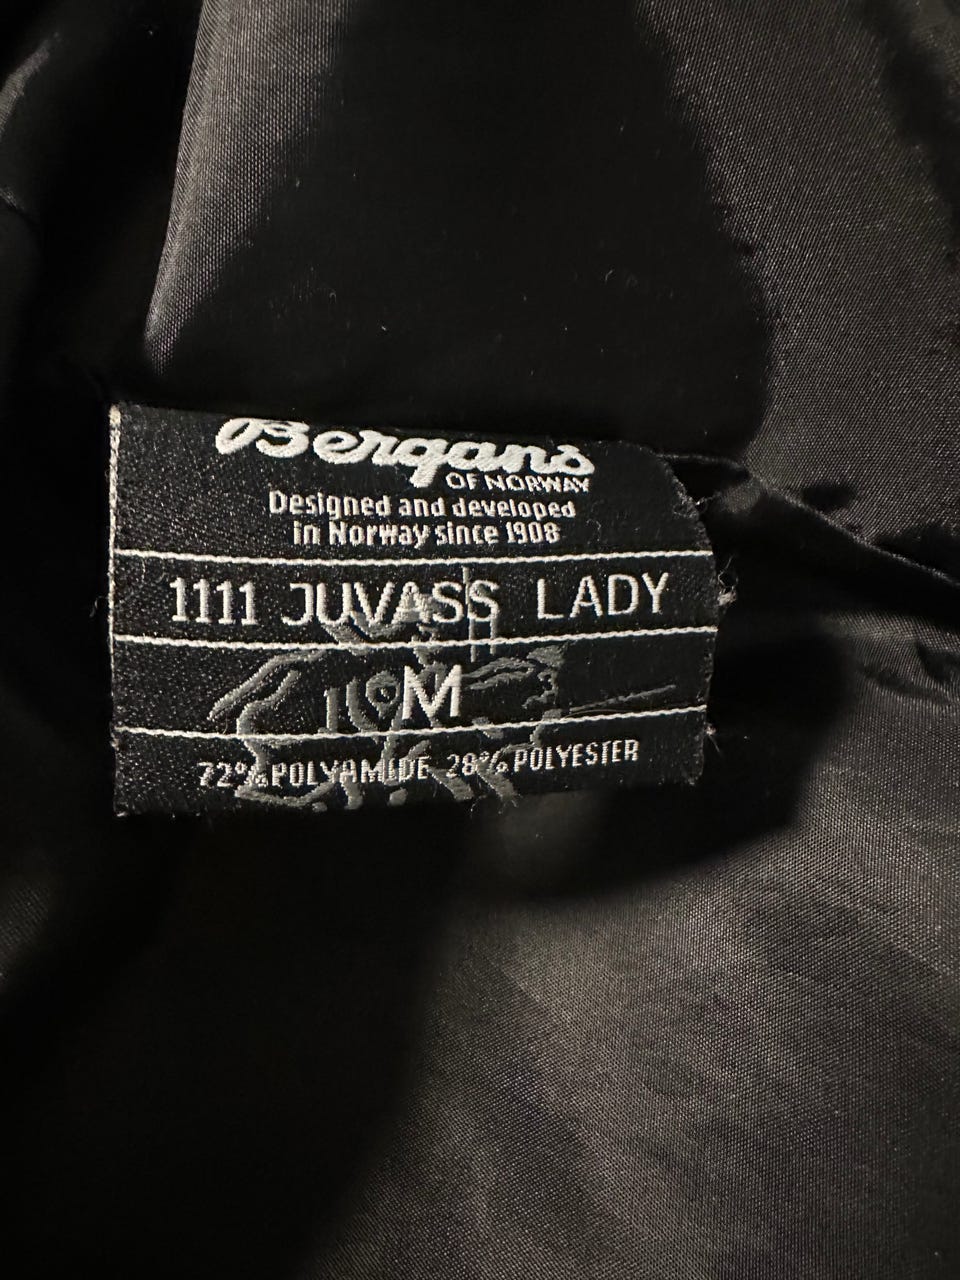 Bergans
OF NORWAY
Designed and developed
in Norway since 1908
1111 JUVASS LADY
M
72% POLYAMIDE 28% POLYESTER